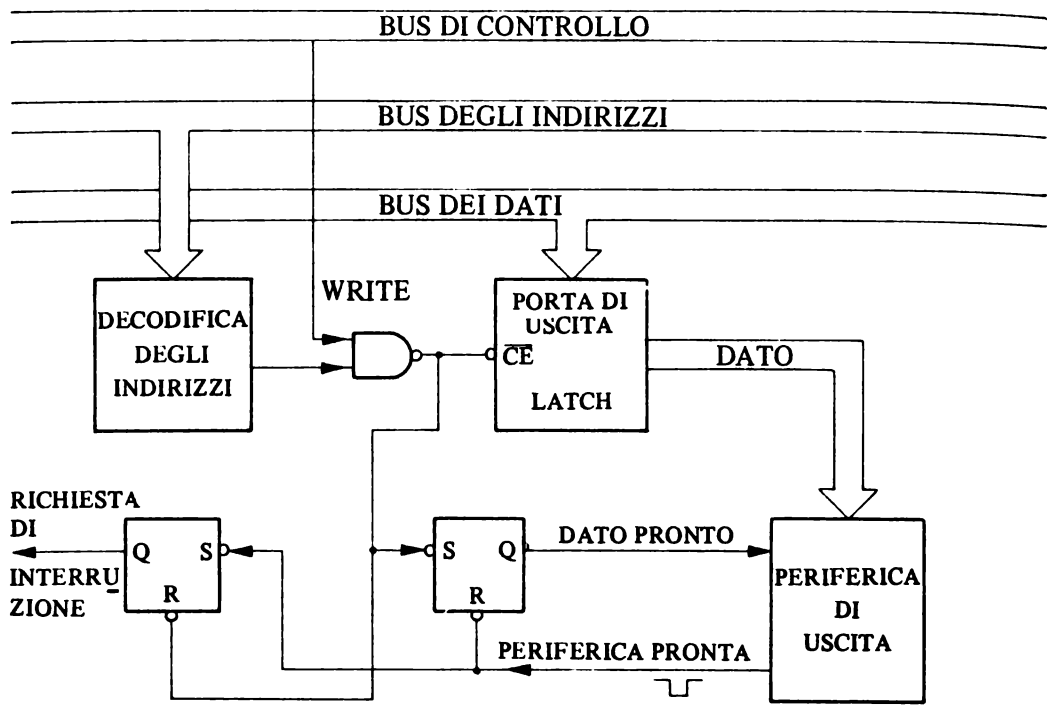 BUS DI CONTROLLO
BUS DEGLI INDIRIZZI
BUS DEI DATI
WRITE
DECODIFICA
DEGLI
INDIRIZZI
PORTA DI
USCITA
CE
LATCH
DATO
RICHIESTA
DI
INTERRU
ZIONE
Q
S
R
S
Q
R
DATO PRONTO
PERIFERICA PRONTA
PERIFERICA
DI
USCITA